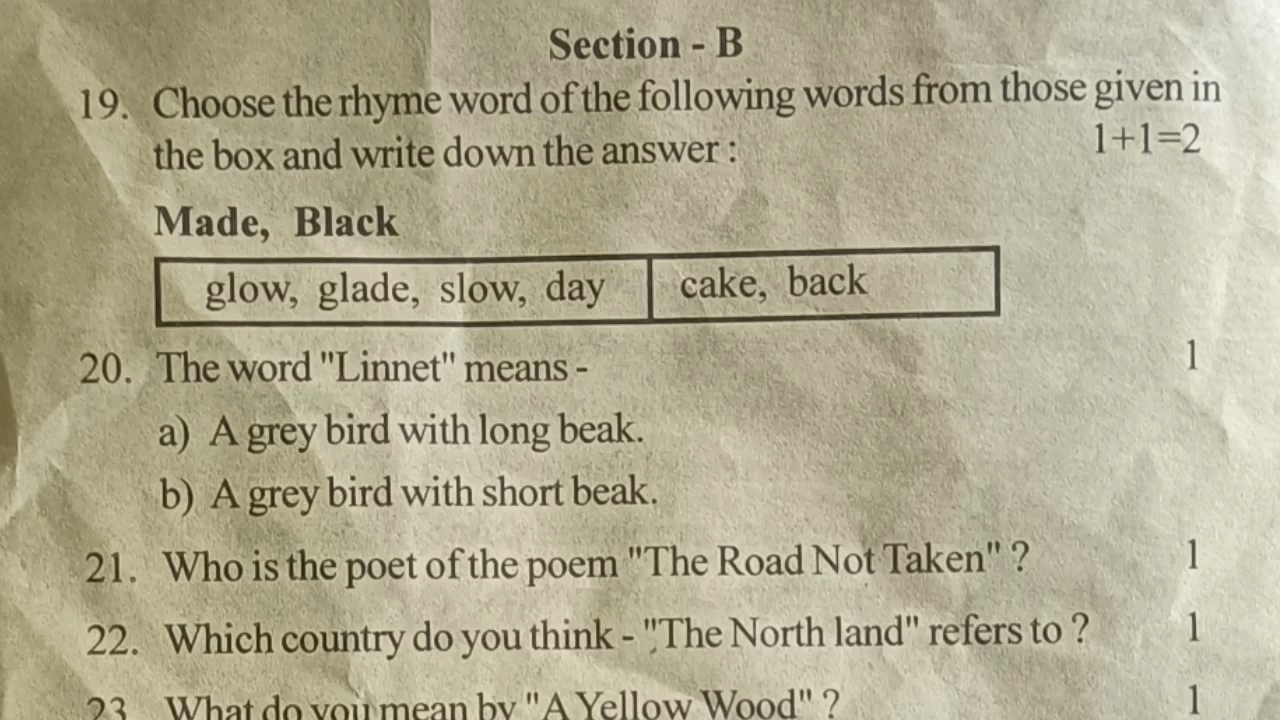 Section - B
19. Choose the rhyme word of the following words from those given in
the box and write down the answer : 1+1=2
Made, Black
glow, glade, slow, day cake, back
20. The word "Linnet" means - 1
a) A grey bird with long beak.
b) A grey bird with short beak.
21. Who is the poet of the poem "The Road Not Taken" ? 1
22. Which country do you think - "The North land" refers to ? 1
23. What do you mean by "A Yellow Wood" ? 1